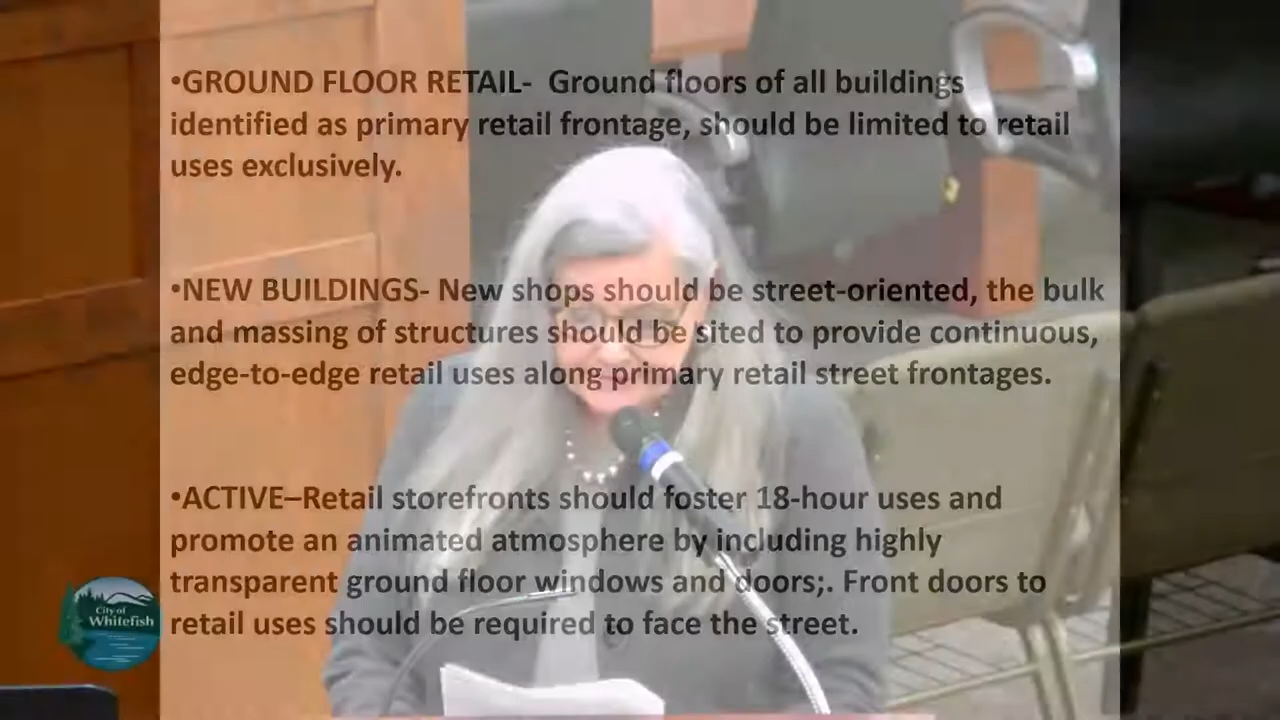 •GROUND FLOOR RETAIL- Ground floors of all buildings
identified as primary retail frontage, should be limited to retail
uses exclusively.
•NEW BUILDINGS- New shops should be street-oriented, the bulk
and massing of structures should be sited to provide continuous,
edge-to-edge retail uses along primary retail street frontages.
•ACTIVE–Retail storefronts should foster 18-hour uses and
promote an animated atmosphere by including highly
transparent ground floor windows and doors;. Front doors to
retail uses should be required to face the street.
City of
Whitefish